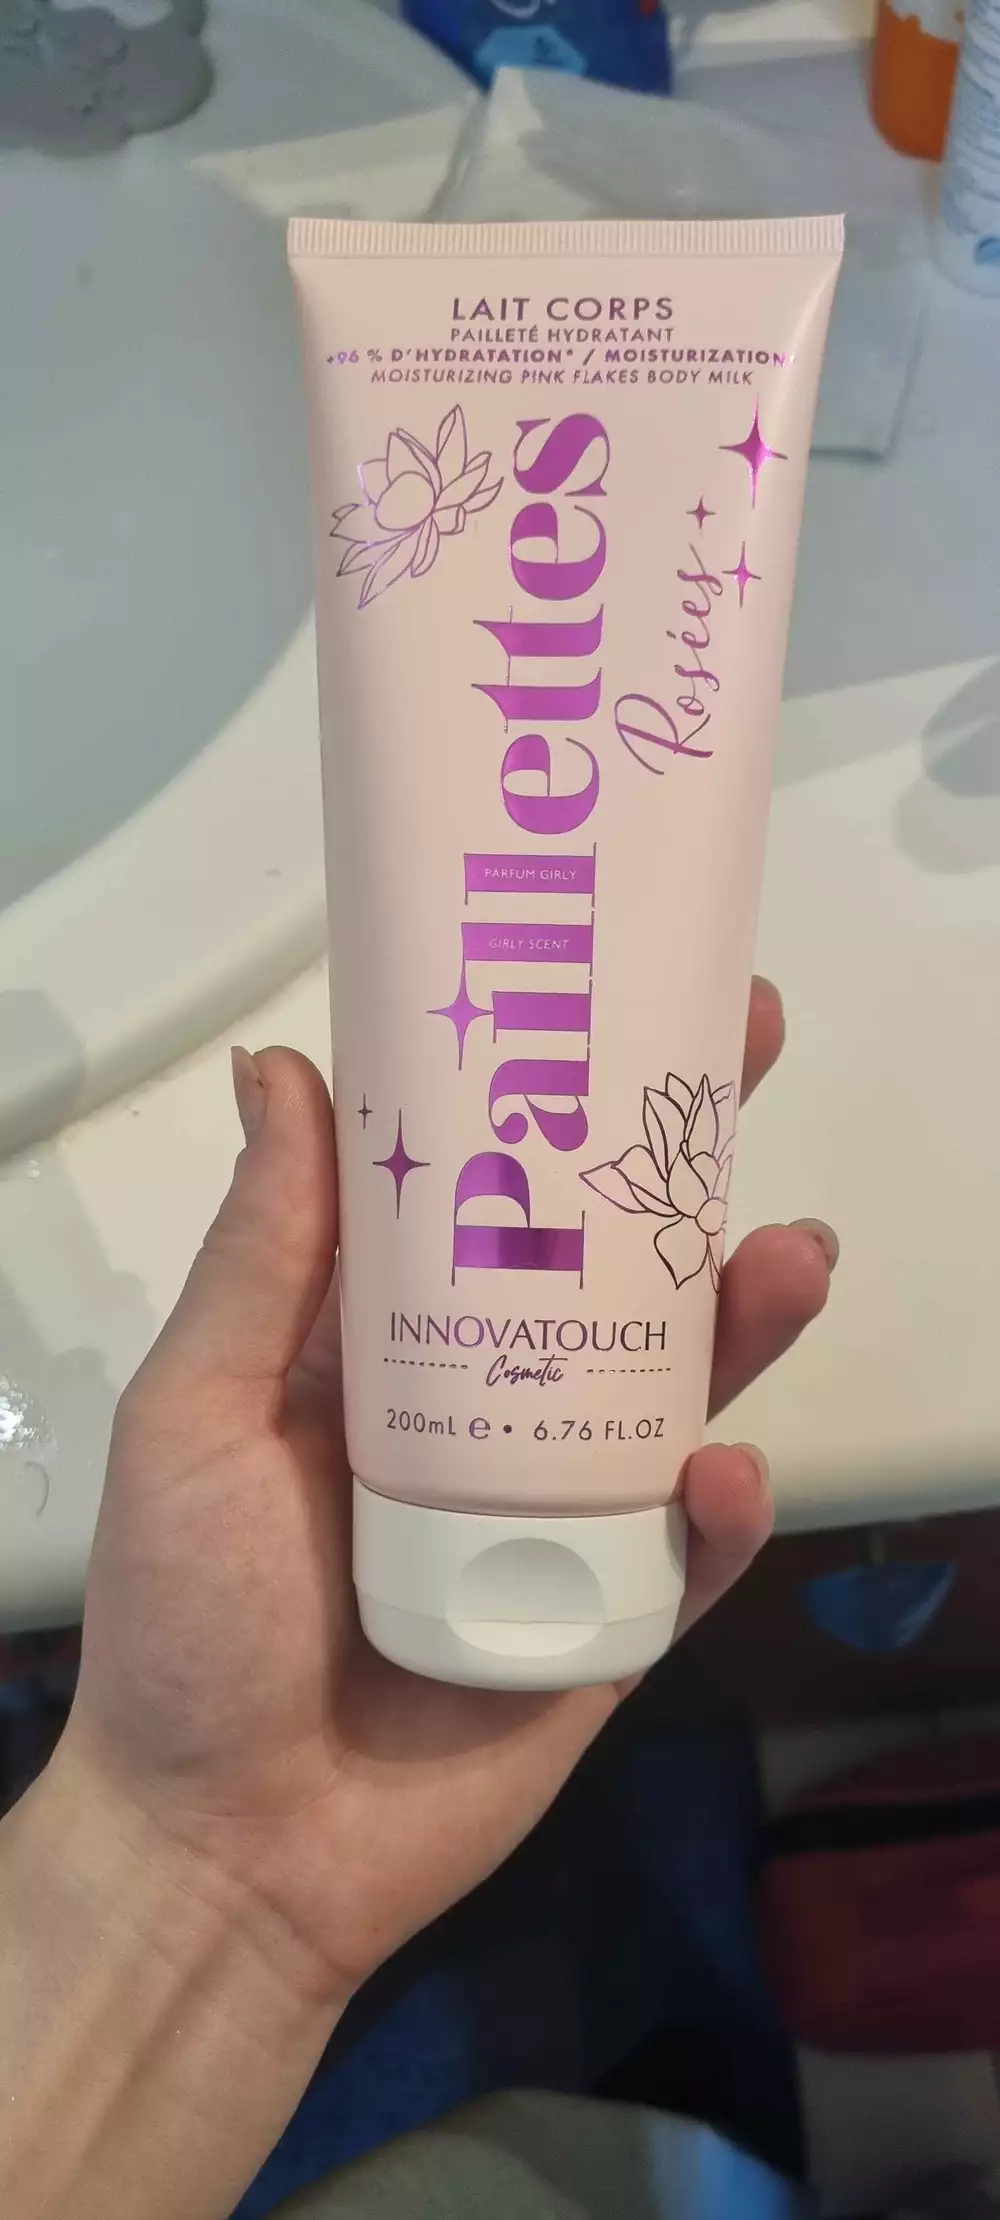 LAIT CORPS
PAILLETÉ HYDRATANT
+96 % D'HYDRATATION* / MOISTURIZATION*
MOISTURIZING PINK FLAKES BODY MILK
Paillettes
Rosées
PARFUM GIRLY
GIRLY SCENT
INNOVATOUCH
Cosmetic
200mL e • 6.76 FL.OZ